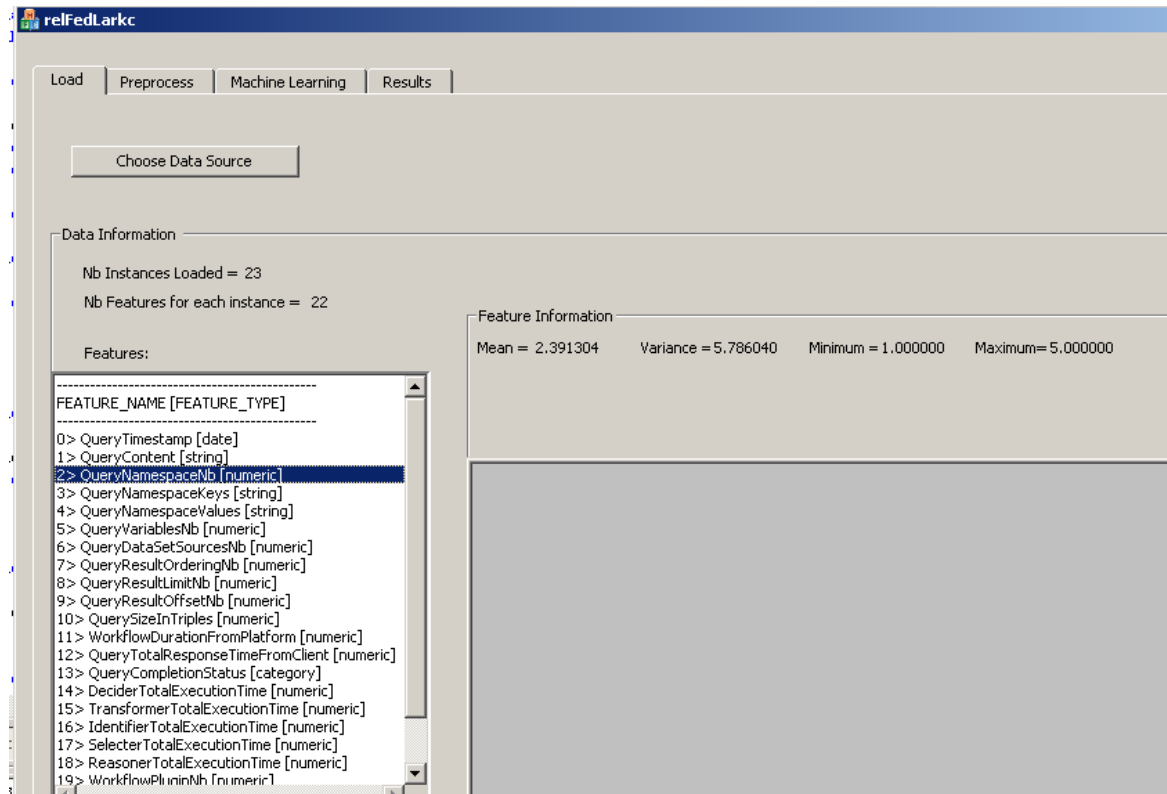 relFedLarkc
Load Preprocess Machine Learning Results
Choose Data Source
Data Information
Nb Instances Loaded = 23
Nb Features for each instance = 22
Features:
Feature Information
Mean = 2.391304 Variance = 5.786040 Minimum = 1.000000 Maximum= 5.000000
------------------------------------------------
FEATURE_NAME [FEATURE_TYPE]
------------------------------------------------
0> QueryTimestamp [date]
1> QueryContent [string]
2> QueryNamespaceNb [numeric]
3> QueryNamespaceKeys [string]
4> QueryNamespaceValues [string]
5> QueryVariablesNb [numeric]
6> QueryDataSetSourcesNb [numeric]
7> QueryResultOrderingNb [numeric]
8> QueryResultLimitNb [numeric]
9> QueryResultOffsetNb [numeric]
10> QuerySizeInTriples [numeric]
11> WorkflowDurationFromPlatform [numeric]
12> QueryTotalResponseTimeFromClient [numeric]
13> QueryCompletionStatus [category]
14> DeciderTotalExecutionTime [numeric]
15> TransformerTotalExecutionTime [numeric]
16> IdentifierTotalExecutionTime [numeric]
17> SelecterTotalExecutionTime [numeric]
18> ReasonerTotalExecutionTime [numeric]
19> WorkflowPluginNb [numeric]